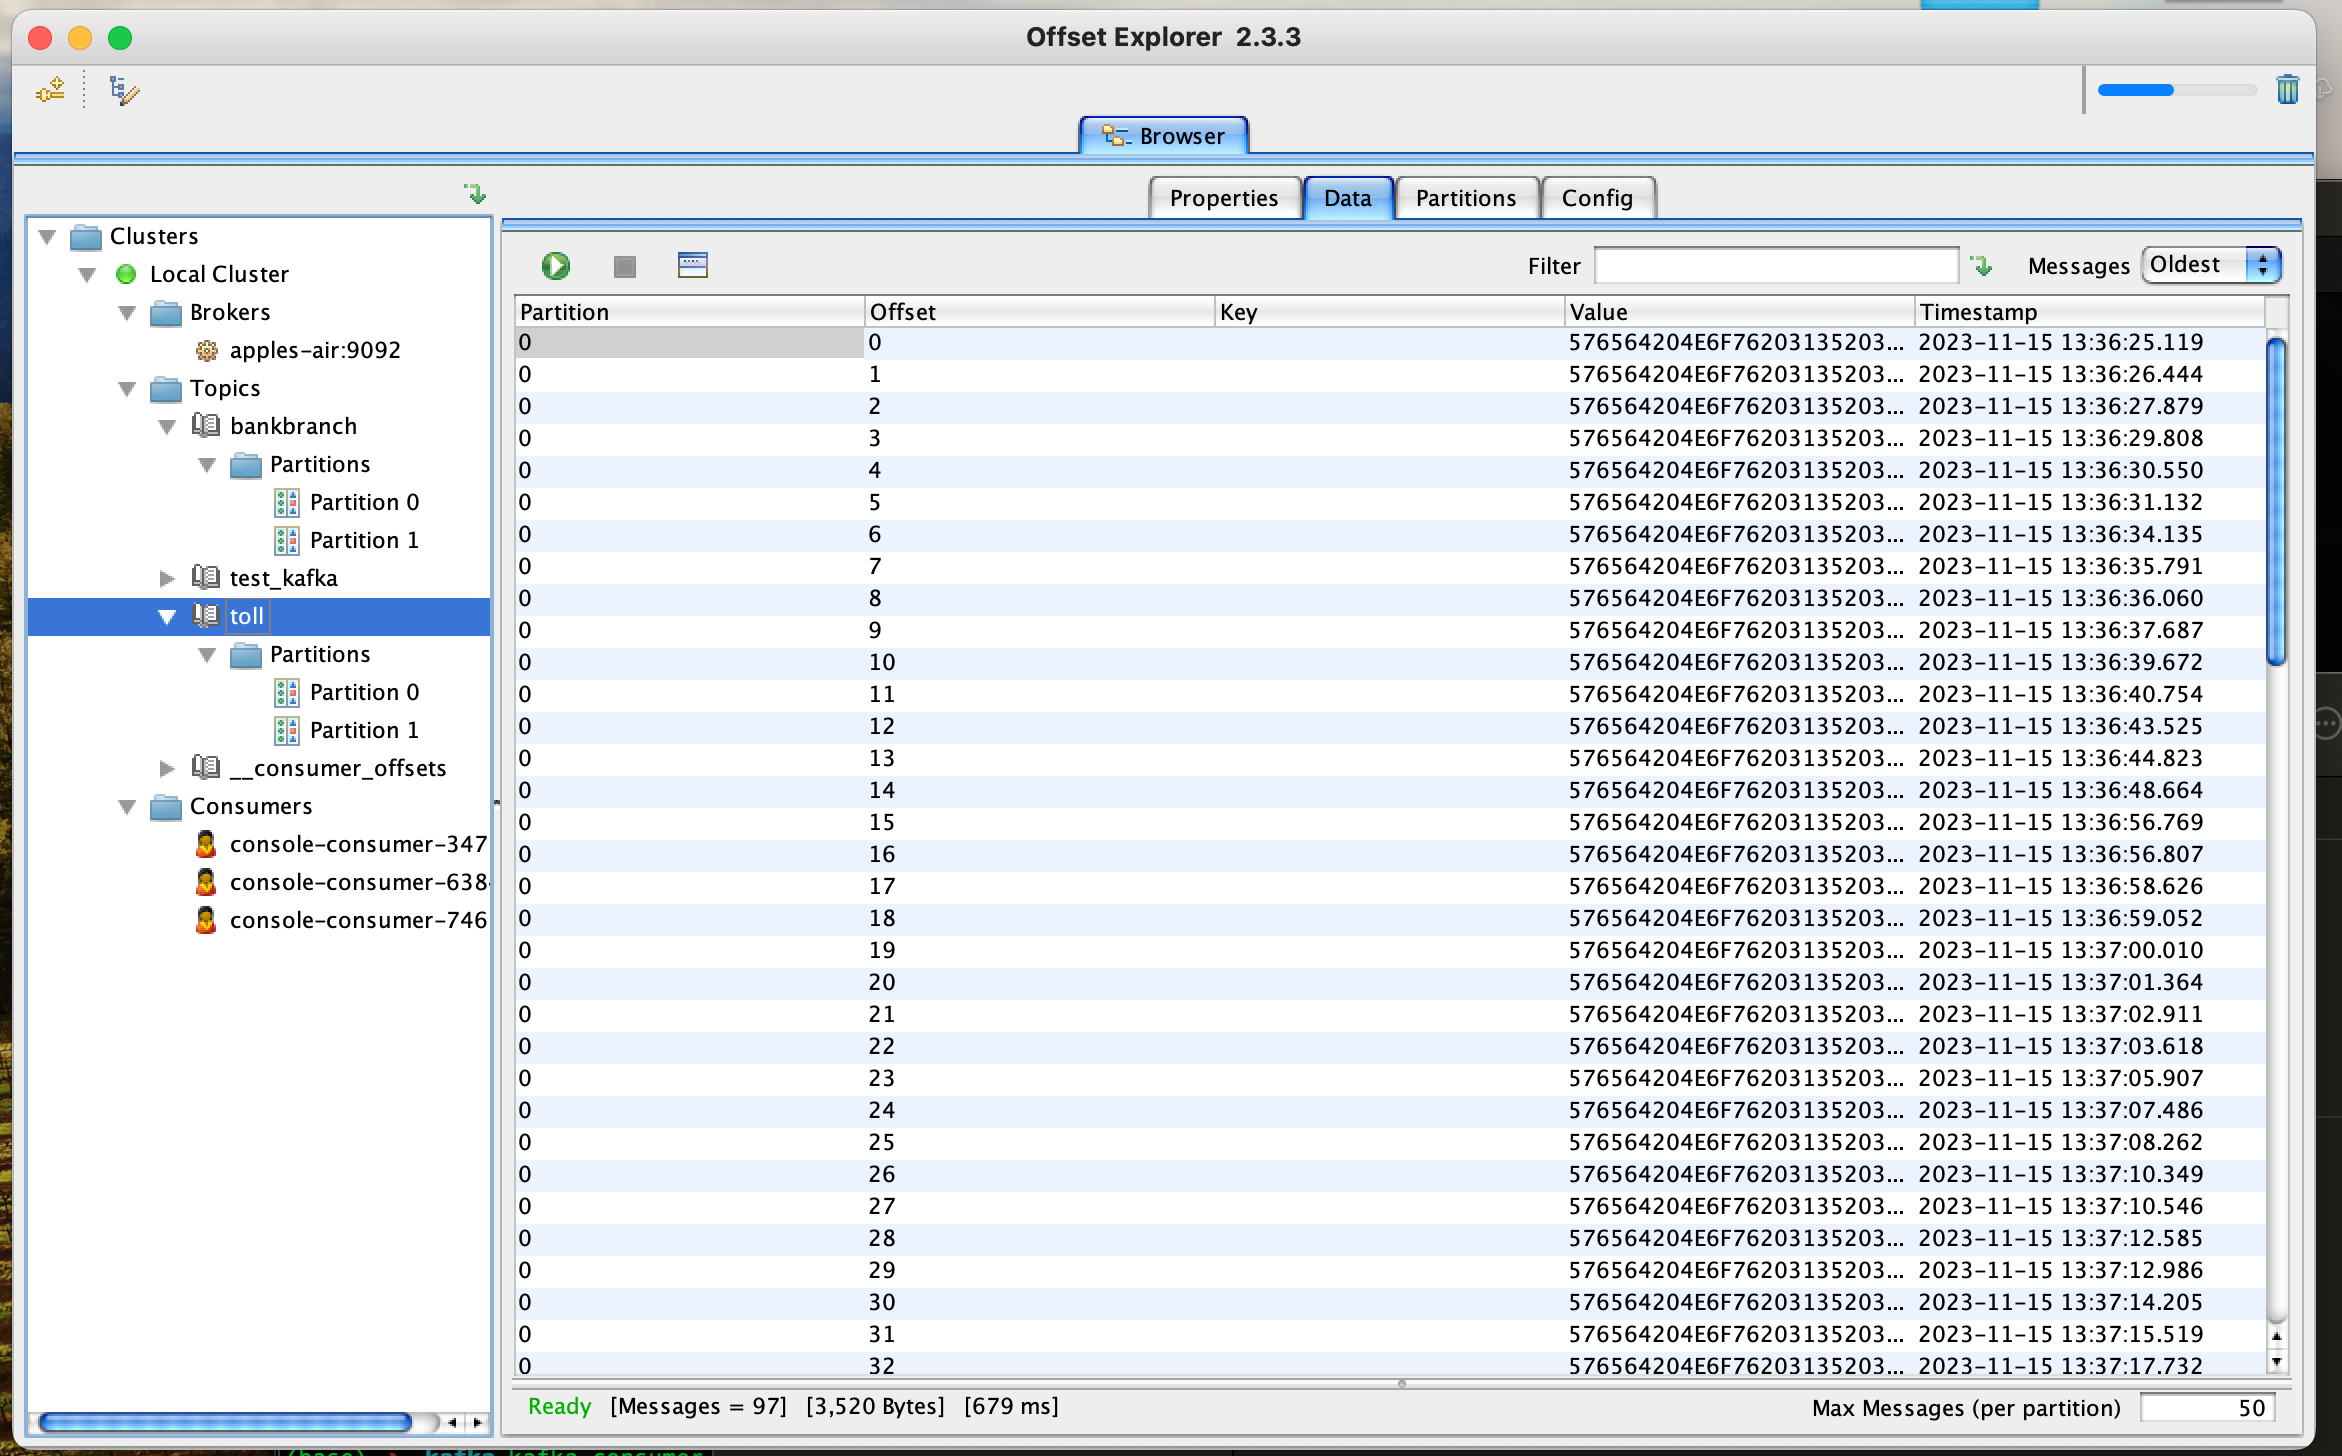 Offset Explorer 2.3.3
Browser
Properties Data Partitions Config
Clusters
Local Cluster
Brokers
apples-air:9092
Topics
bankbranch
Partitions
Partition 0
Partition 1
test_kafka
toll
Partitions
Partition 0
Partition 1
__consumer_offsets
Consumers
console-consumer-347
console-consumer-638
console-consumer-746
Filter Messages Oldest
Partition Offset Key Value Timestamp
0 0 576564204E6F76203135203... 2023-11-15 13:36:25.119
0 1 576564204E6F76203135203... 2023-11-15 13:36:26.444
0 2 576564204E6F76203135203... 2023-11-15 13:36:27.879
0 3 576564204E6F76203135203... 2023-11-15 13:36:29.808
0 4 576564204E6F76203135203... 2023-11-15 13:36:30.550
0 5 576564204E6F76203135203... 2023-11-15 13:36:31.132
0 6 576564204E6F76203135203... 2023-11-15 13:36:34.135
0 7 576564204E6F76203135203... 2023-11-15 13:36:35.791
0 8 576564204E6F76203135203... 2023-11-15 13:36:36.060
0 9 576564204E6F76203135203... 2023-11-15 13:36:37.687
0 10 576564204E6F76203135203... 2023-11-15 13:36:39.672
0 11 576564204E6F76203135203... 2023-11-15 13:36:40.754
0 12 576564204E6F76203135203... 2023-11-15 13:36:43.525
0 13 576564204E6F76203135203... 2023-11-15 13:36:44.823
0 14 576564204E6F76203135203... 2023-11-15 13:36:48.664
0 15 576564204E6F76203135203... 2023-11-15 13:36:56.769
0 16 576564204E6F76203135203... 2023-11-15 13:36:56.807
0 17 576564204E6F76203135203... 2023-11-15 13:36:58.626
0 18 576564204E6F76203135203... 2023-11-15 13:36:59.052
0 19 576564204E6F76203135203... 2023-11-15 13:37:00.010
0 20 576564204E6F76203135203... 2023-11-15 13:37:01.364
0 21 576564204E6F76203135203... 2023-11-15 13:37:02.911
0 22 576564204E6F76203135203... 2023-11-15 13:37:03.618
0 23 576564204E6F76203135203... 2023-11-15 13:37:05.907
0 24 576564204E6F76203135203... 2023-11-15 13:37:07.486
0 25 576564204E6F76203135203... 2023-11-15 13:37:08.262
0 26 576564204E6F76203135203... 2023-11-15 13:37:10.349
0 27 576564204E6F76203135203... 2023-11-15 13:37:10.546
0 28 576564204E6F76203135203... 2023-11-15 13:37:12.585
0 29 576564204E6F76203135203... 2023-11-15 13:37:12.986
0 30 576564204E6F76203135203... 2023-11-15 13:37:14.205
0 31 576564204E6F76203135203... 2023-11-15 13:37:15.519
0 32 576564204E6F76203135203... 2023-11-15 13:37:17.732
Ready [Messages = 97] [3,520 Bytes] [679 ms] Max Messages (per partition) 50